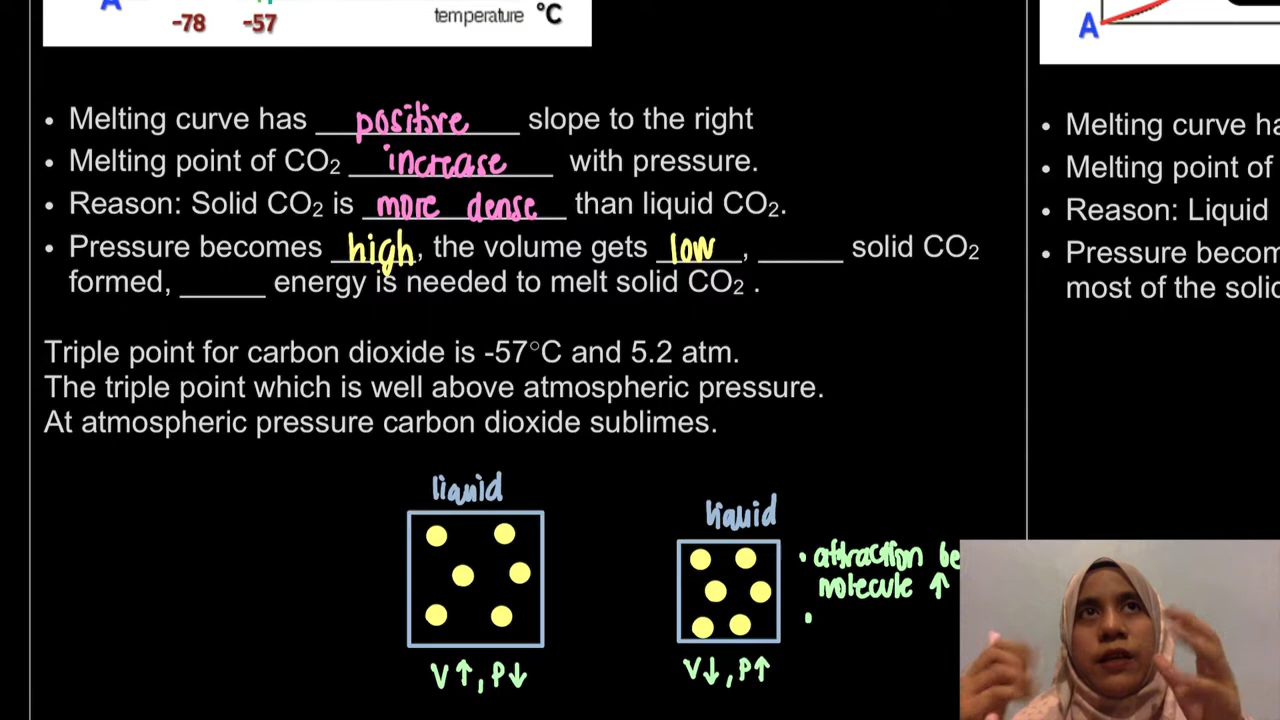 A
-78 -57
temperature °C
A
• Melting curve has positive slope to the right
• Melting point of CO₂ increase with pressure.
• Reason: Solid CO₂ is more dense than liquid CO₂.
• Pressure becomes high, the volume gets low, ______ solid CO₂
formed, ______ energy is needed to melt solid CO₂ .
Triple point for carbon dioxide is -57°C and 5.2 atm.
The triple point which is well above atmospheric pressure.
At atmospheric pressure carbon dioxide sublimes.
liquid
V↑, P↓
liquid
V↓, P↑
• attraction be
molecule ↑
•
• Melting curve ha
• Melting point of
• Reason: Liquid
• Pressure becom
most of the solid